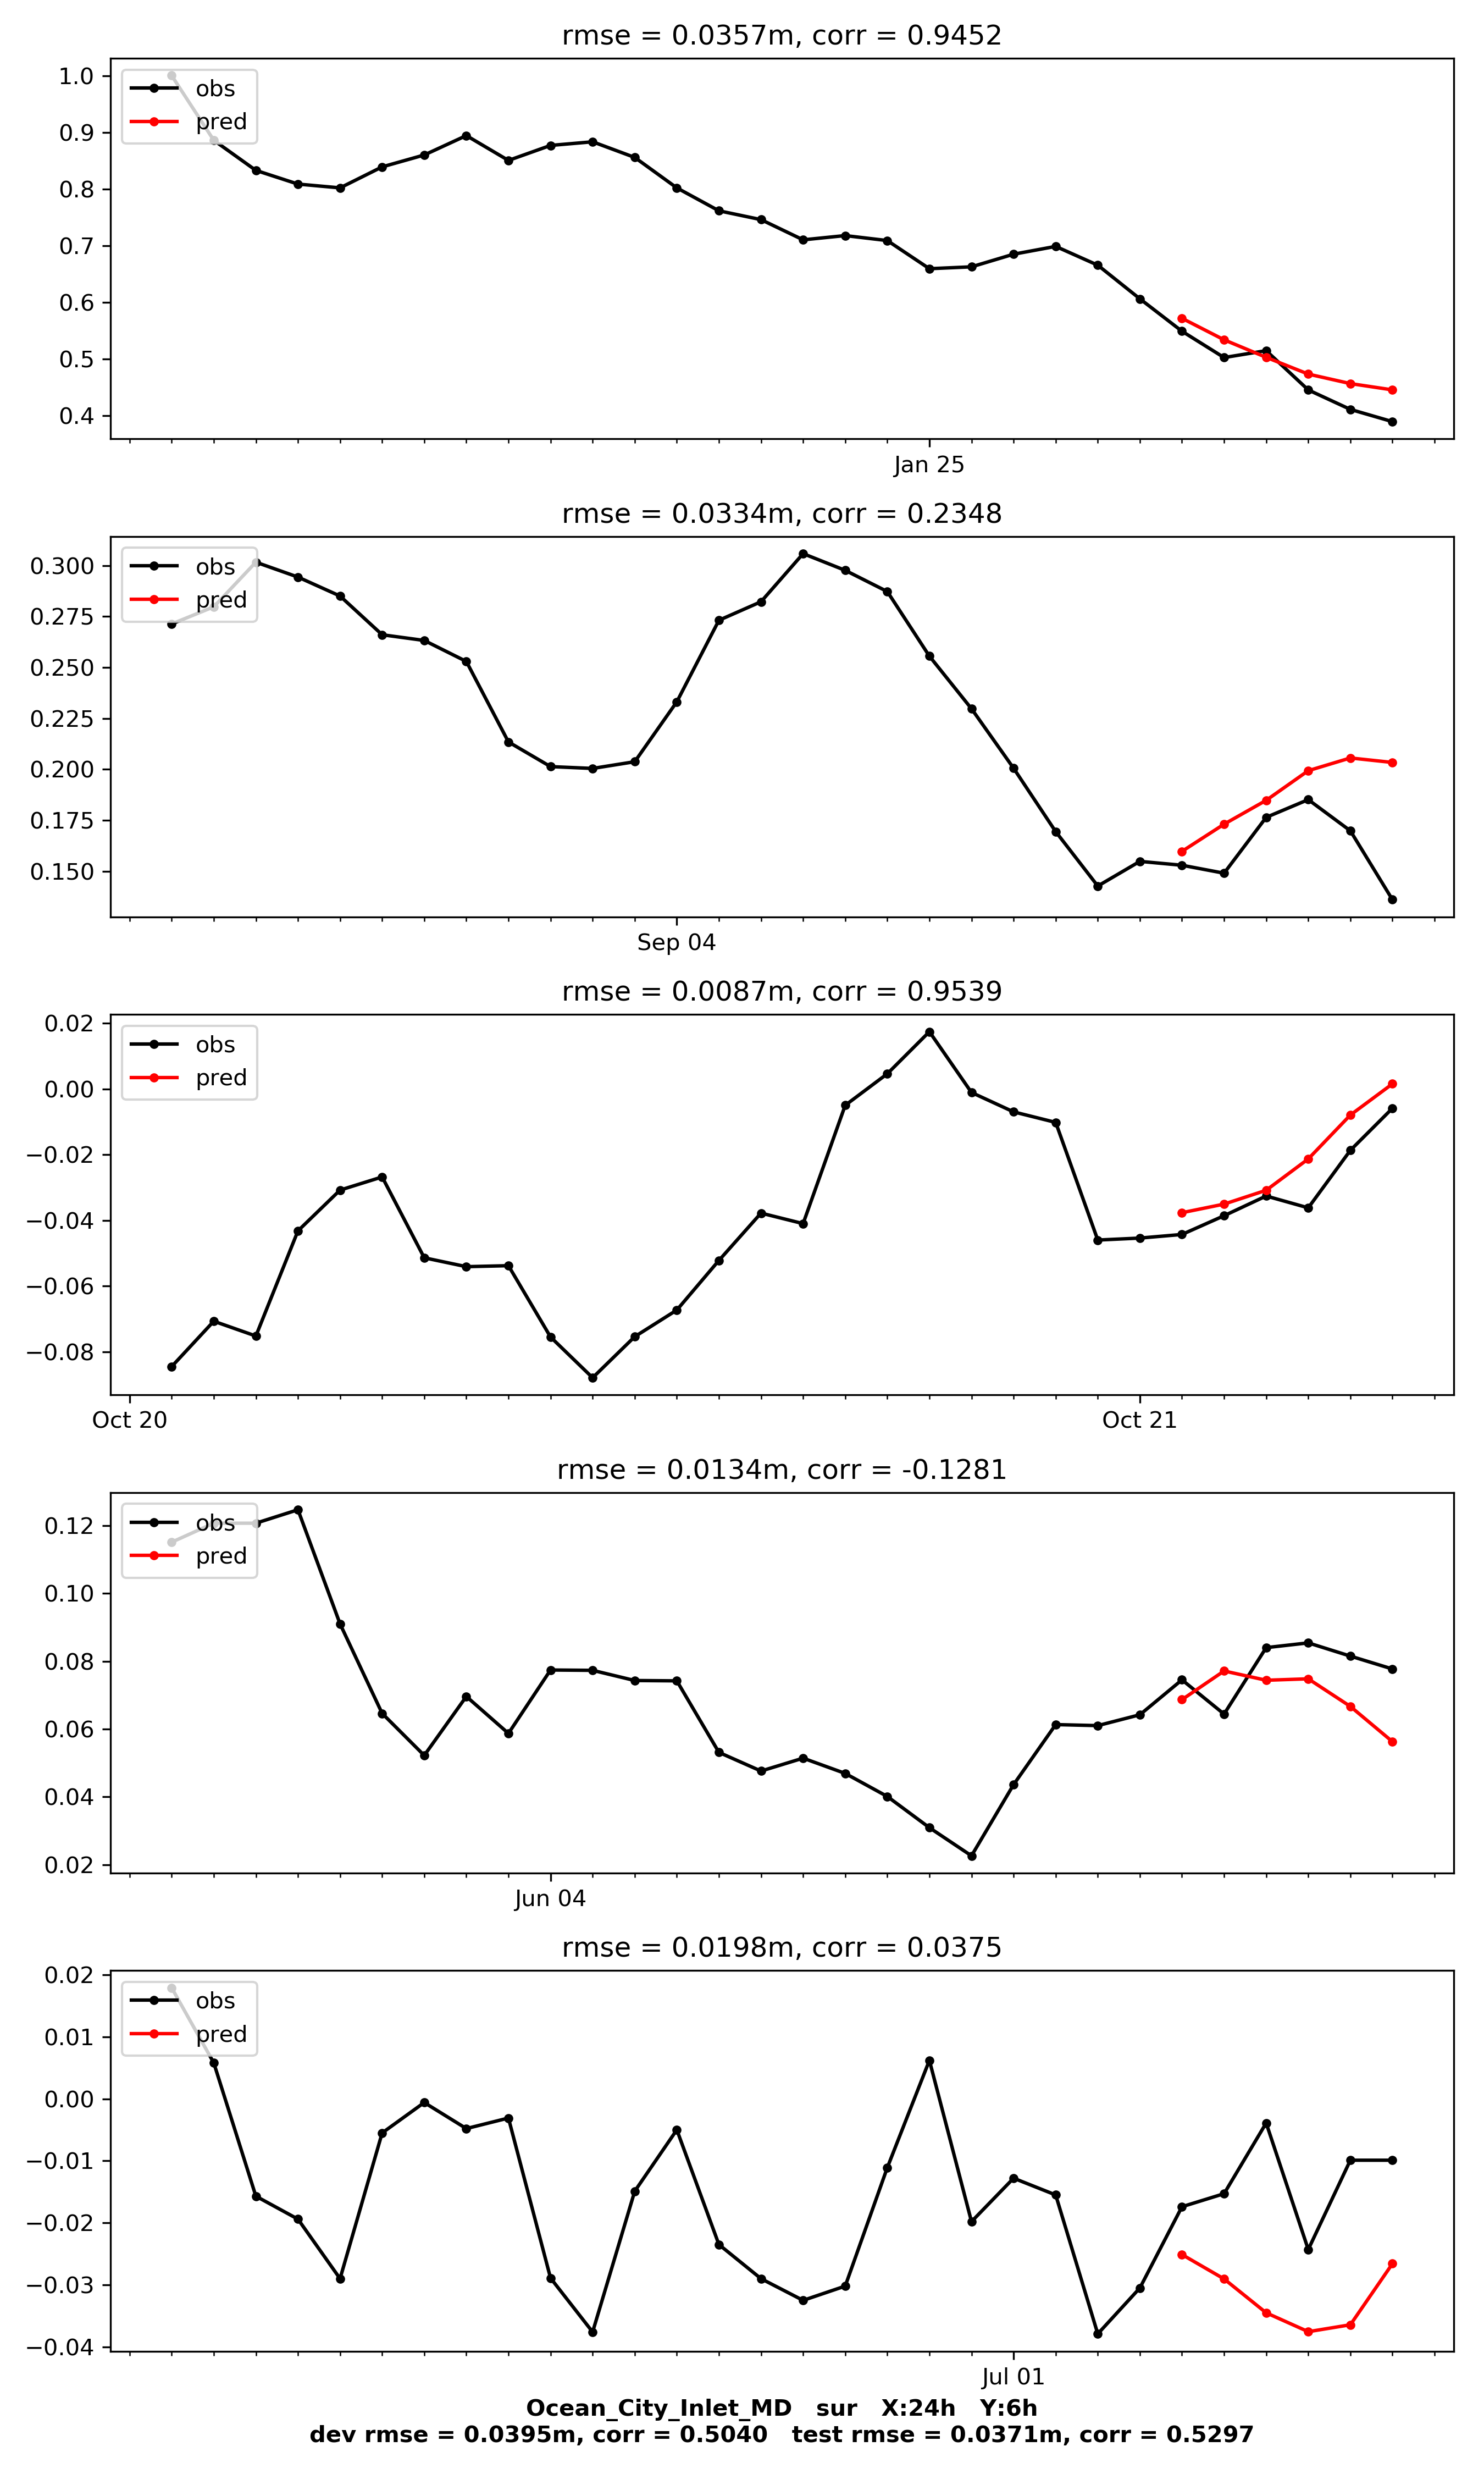 rmse = 0.0357m, corr = 0.9452
obs
pred
1.0
0.9
0.8
0.7
0.6
0.5
0.4
Jan 25
rmse = 0.0334m, corr = 0.2348
obs
pred
0.300
0.275
0.250
0.225
0.200
0.175
0.150
Sep 04
rmse = 0.0087m, corr = 0.9539
obs
pred
0.02
0.00
−0.02
−0.04
−0.06
−0.08
Oct 20 Oct 21
rmse = 0.0134m, corr = -0.1281
obs
pred
0.12
0.10
0.08
0.06
0.04
0.02
Jun 04
rmse = 0.0198m, corr = 0.0375
obs
pred
0.02
0.01
0.00
−0.01
−0.02
−0.03
−0.04
Jul 01
Ocean_City_Inlet_MD sur X:24h Y:6h
dev rmse = 0.0395m, corr = 0.5040 test rmse = 0.0371m, corr = 0.5297